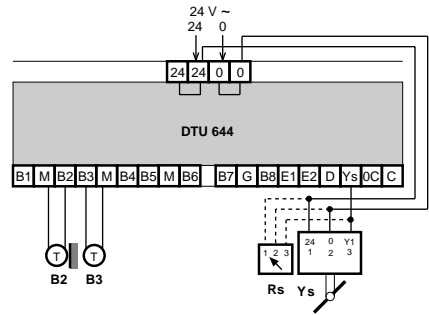 24 V ~
24 0
24 24 0 0
DTU 644
B1 M B2 B3 M B4 B5 M B6 B7 G B8 E1 E2 D Ys 0C C
T T
B2 B3
1 2 3
24 0 Y1
1 2 3
Rs Ys